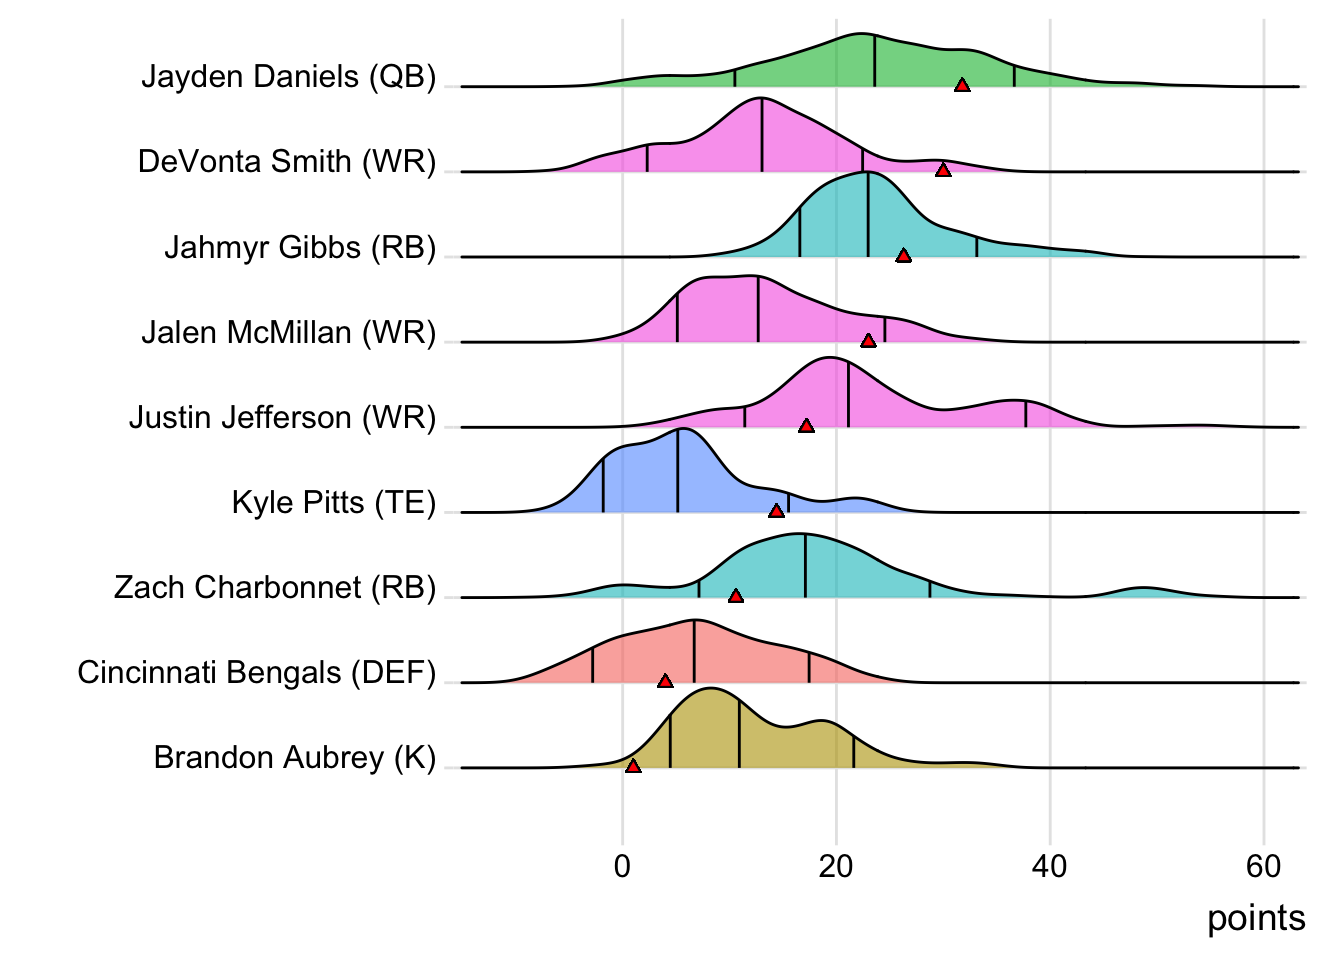 Jayden Daniels (QB)
DeVonta Smith (WR)
Jahmyr Gibbs (RB)
Jalen McMillan (WR)
Justin Jefferson (WR)
Kyle Pitts (TE)
Zach Charbonnet (RB)
Cincinnati Bengals (DEF)
Brandon Aubrey (K)
0 20 40 60
points